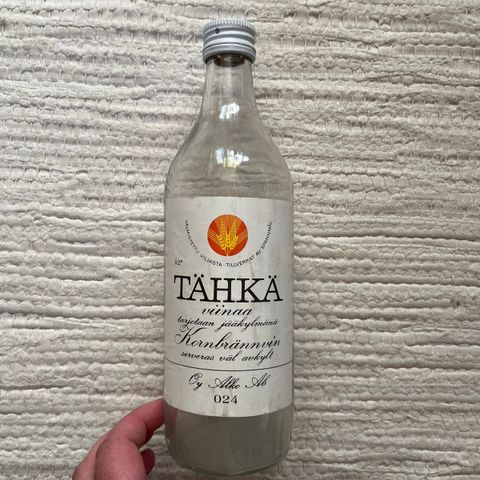 VALMISTETTU VILJASTA · TILLVERKAT AV SPANNMÅL
42°
TÄHKÄ
viinaa
tarjotaan jääkylmänä
Kornbrännvin
serveras väl avkylt
Oy Alko Ab
024